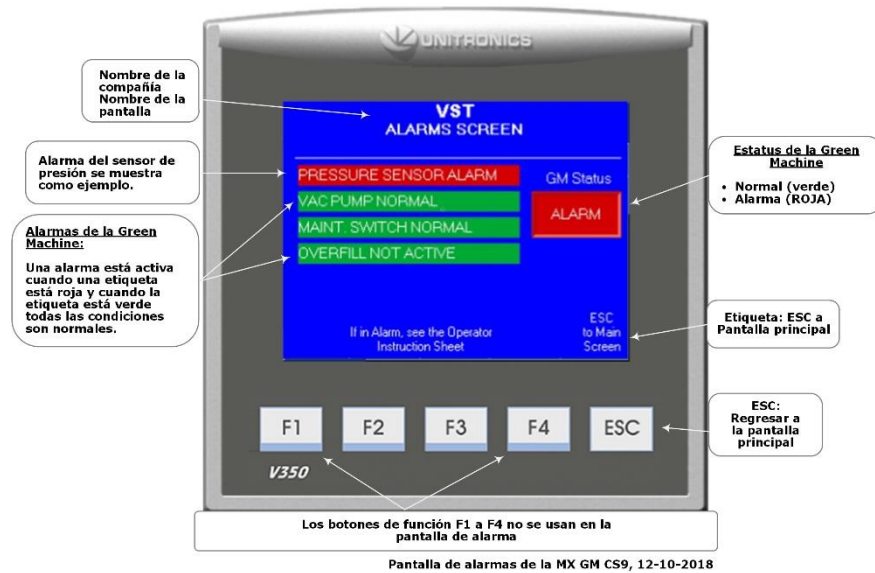 UNITRONICS
Nombre de la
compañía
Nombre de la
pantalla
VST
ALARMS SCREEN
Alarma del sensor de
presión se muestra
como ejemplo.
PRESSURE SENSOR ALARM
VAC PUMP NORMAL
MAINT. SWITCH NORMAL
OVERFILL NOT ACTIVE
GM Status
ALARM
Estatus de la Green
Machine
• Normal (verde)
• Alarma (ROJA)
Alarmas de la Green
Machine:
Una alarma está activa
cuando una etiqueta
está roja y cuando la
etiqueta está verde
todas las condiciones
son normales.
If in Alarm, see the Operator
Instruction Sheet
ESC
to Main
Screen
Etiqueta: ESC a
Pantalla principal
F1
F2
F3
F4
ESC
ESC:
Regresar a
la pantalla
principal
V350
Los botones de función F1 a F4 no se usan en la
pantalla de alarma
Pantalla de alarmas de la MX GM CS9, 12-10-2018